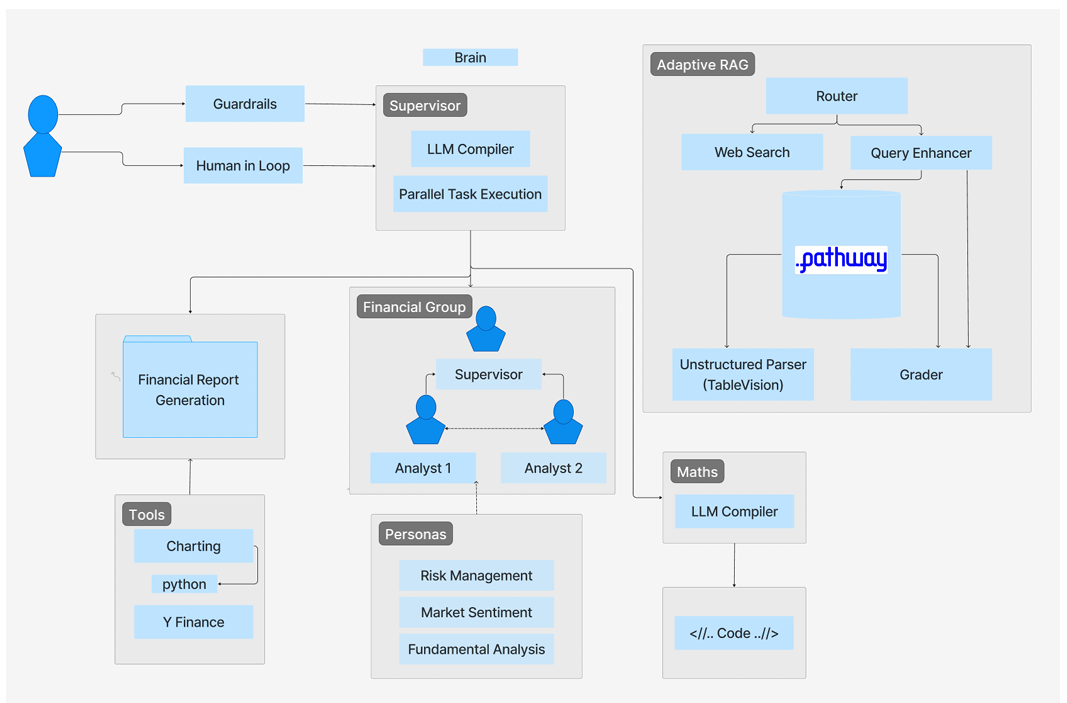 Brain
Adaptive RAG
Router
Web Search
Query Enhancer
.pathway
Unstructured Parser
(TableVision)
Grader
Guardrails
Human in Loop
Supervisor
LLM Compiler
Parallel Task Execution
Financial Report
Generation
Financial Group
Supervisor
Analyst 1
Analyst 2
Maths
LLM Compiler
Tools
Charting
python
Y Finance
Personas
Risk Management
Market Sentiment
Fundamental Analysis
<//.. Code ..//>